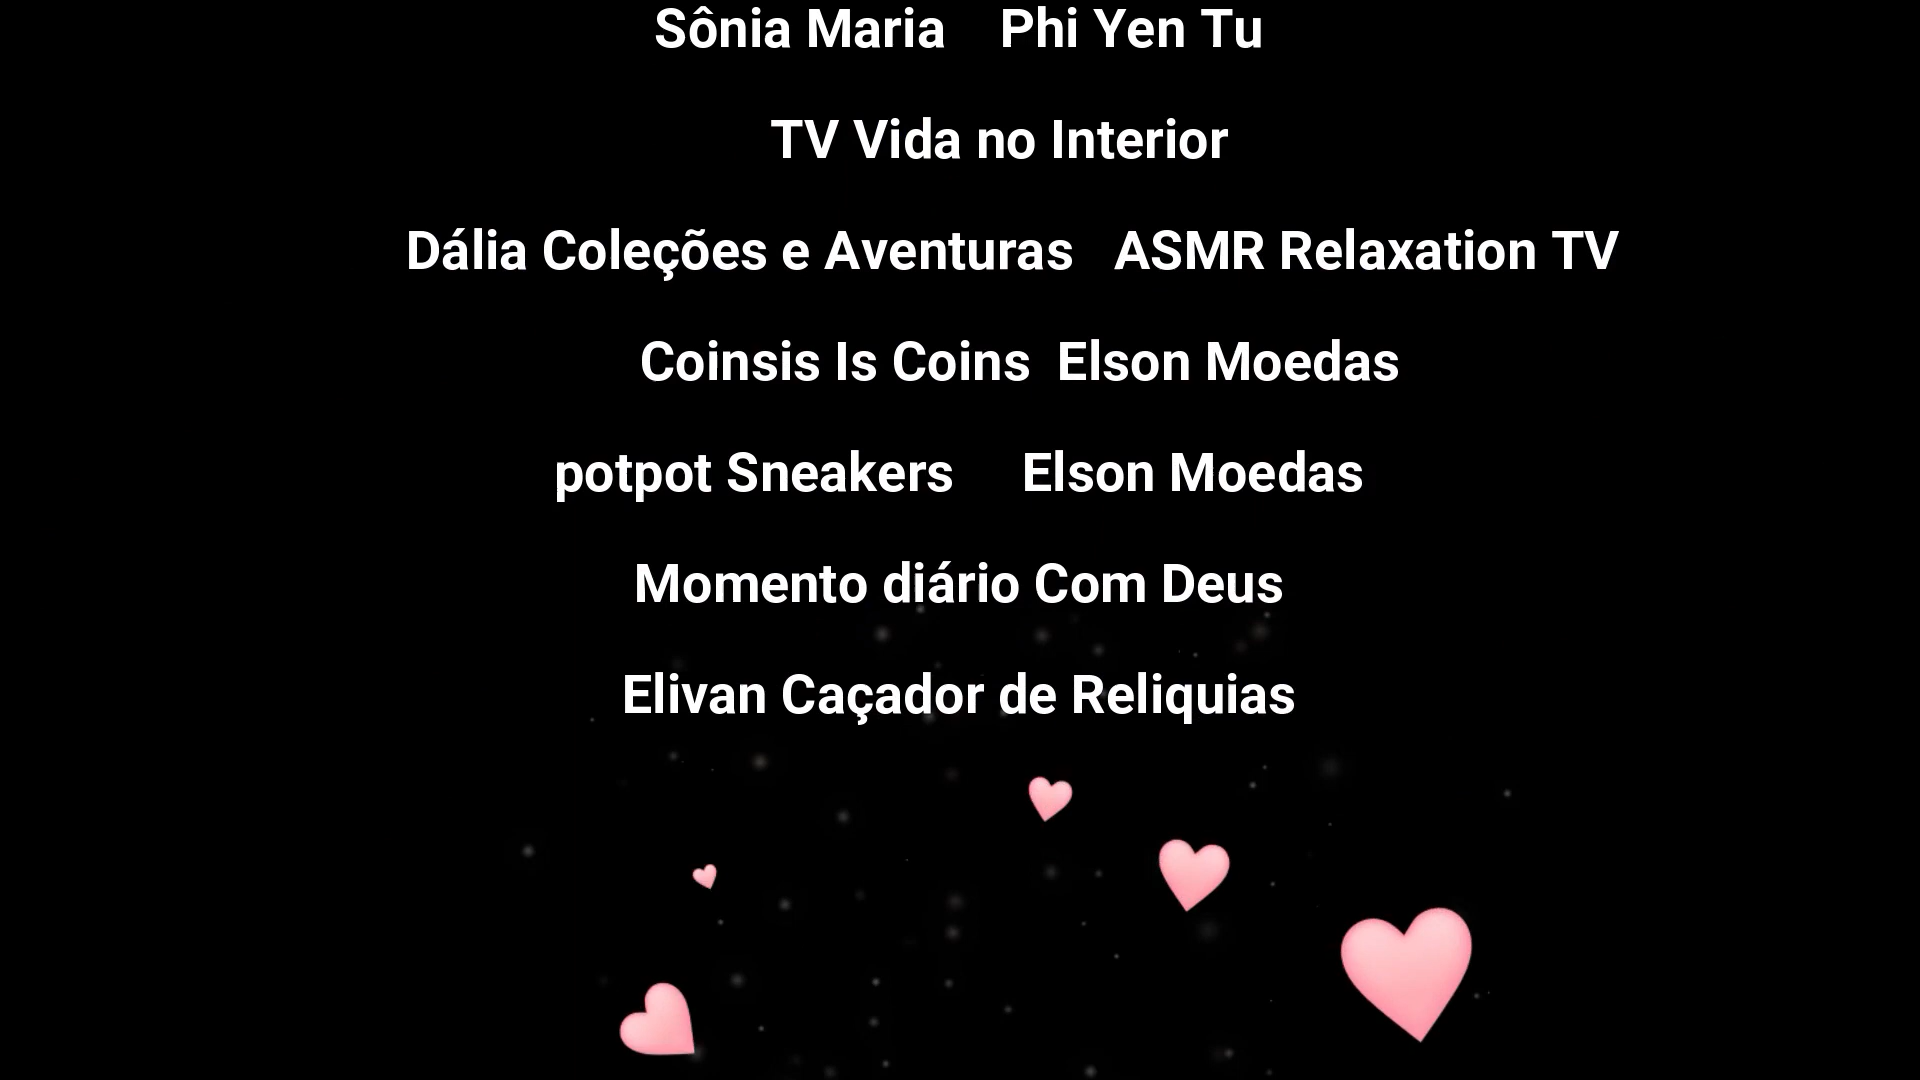 Sônia Maria Phi Yen Tu
TV Vida no Interior
Dália Coleções e Aventuras ASMR Relaxation TV
Coinsis Is Coins Elson Moedas
potpot Sneakers Elson Moedas
Momento diário Com Deus
Elivan Caçador de Reliquias